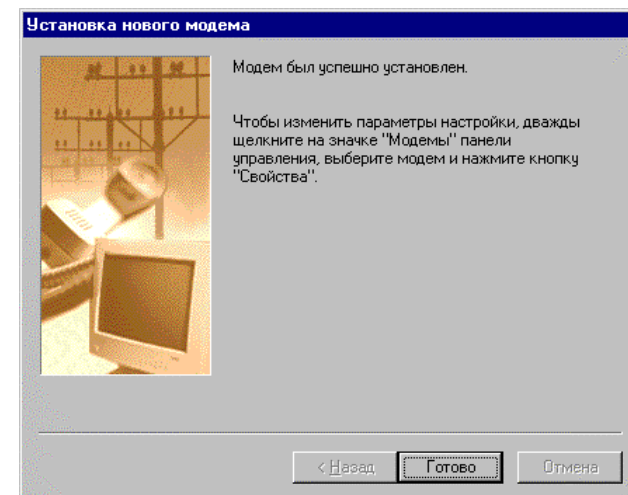 Установка нового модема
Модем был успешно установлен.
Чтобы изменить параметры настройки, дважды
щелкните на значке "Модемы" панели
управления, выберите модем и нажмите кнопку
"Свойства".
< Назад
Готово
Отмена